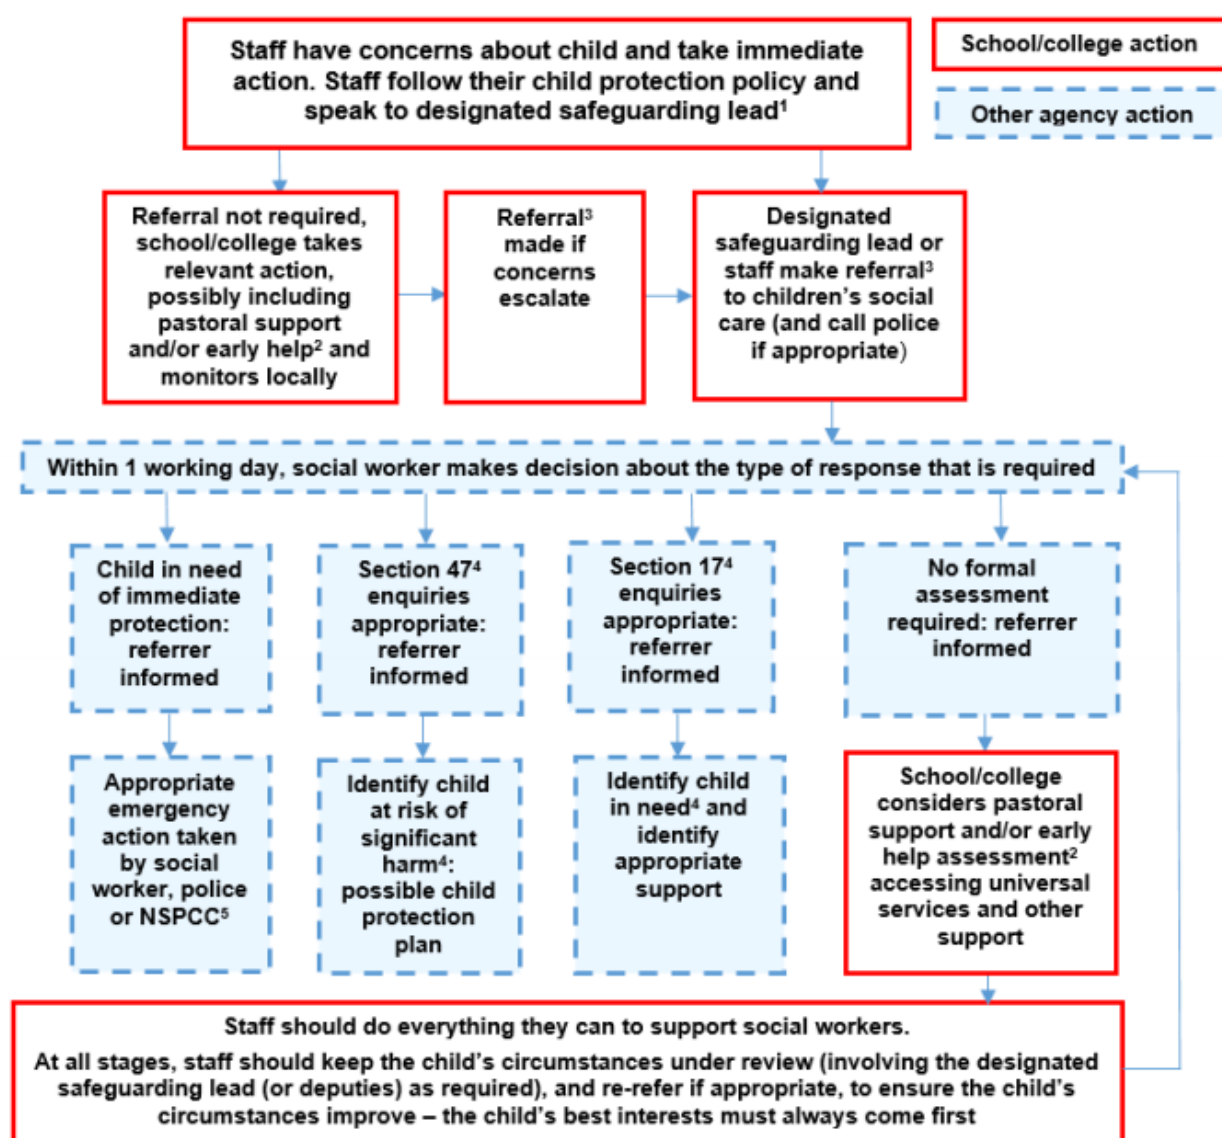 Staff have concerns about child and take immediate
action. Staff follow their child protection policy and
speak to designated safeguarding lead¹
School/college action
Other agency action
Referral not required,
school/college takes
relevant action,
possibly including
pastoral support
and/or early help² and
monitors locally
Referral³
made if
concerns
escalate
Designated
safeguarding lead or
staff make referral³
to children's social
care (and call police
if appropriate)
Within 1 working day, social worker makes decision about the type of response that is required
Child in need
of immediate
protection:
referrer
informed
Section 47⁴
enquiries
appropriate:
referrer
informed
Section 17⁴
enquiries
appropriate:
referrer
informed
No formal
assessment
required: referrer
informed
Appropriate
emergency
action taken
by social
worker, police
or NSPCC⁵
Identify child
at risk of
significant
harm⁴:
possible child
protection
plan
Identify child
in need⁴ and
identify
appropriate
support
School/college
considers pastoral
support and/or early
help assessment²
accessing universal
services and other
support
Staff should do everything they can to support social workers.
At all stages, staff should keep the child's circumstances under review (involving the designated
safeguarding lead (or deputies) as required), and re-refer if appropriate, to ensure the child's
circumstances improve – the child's best interests must always come first